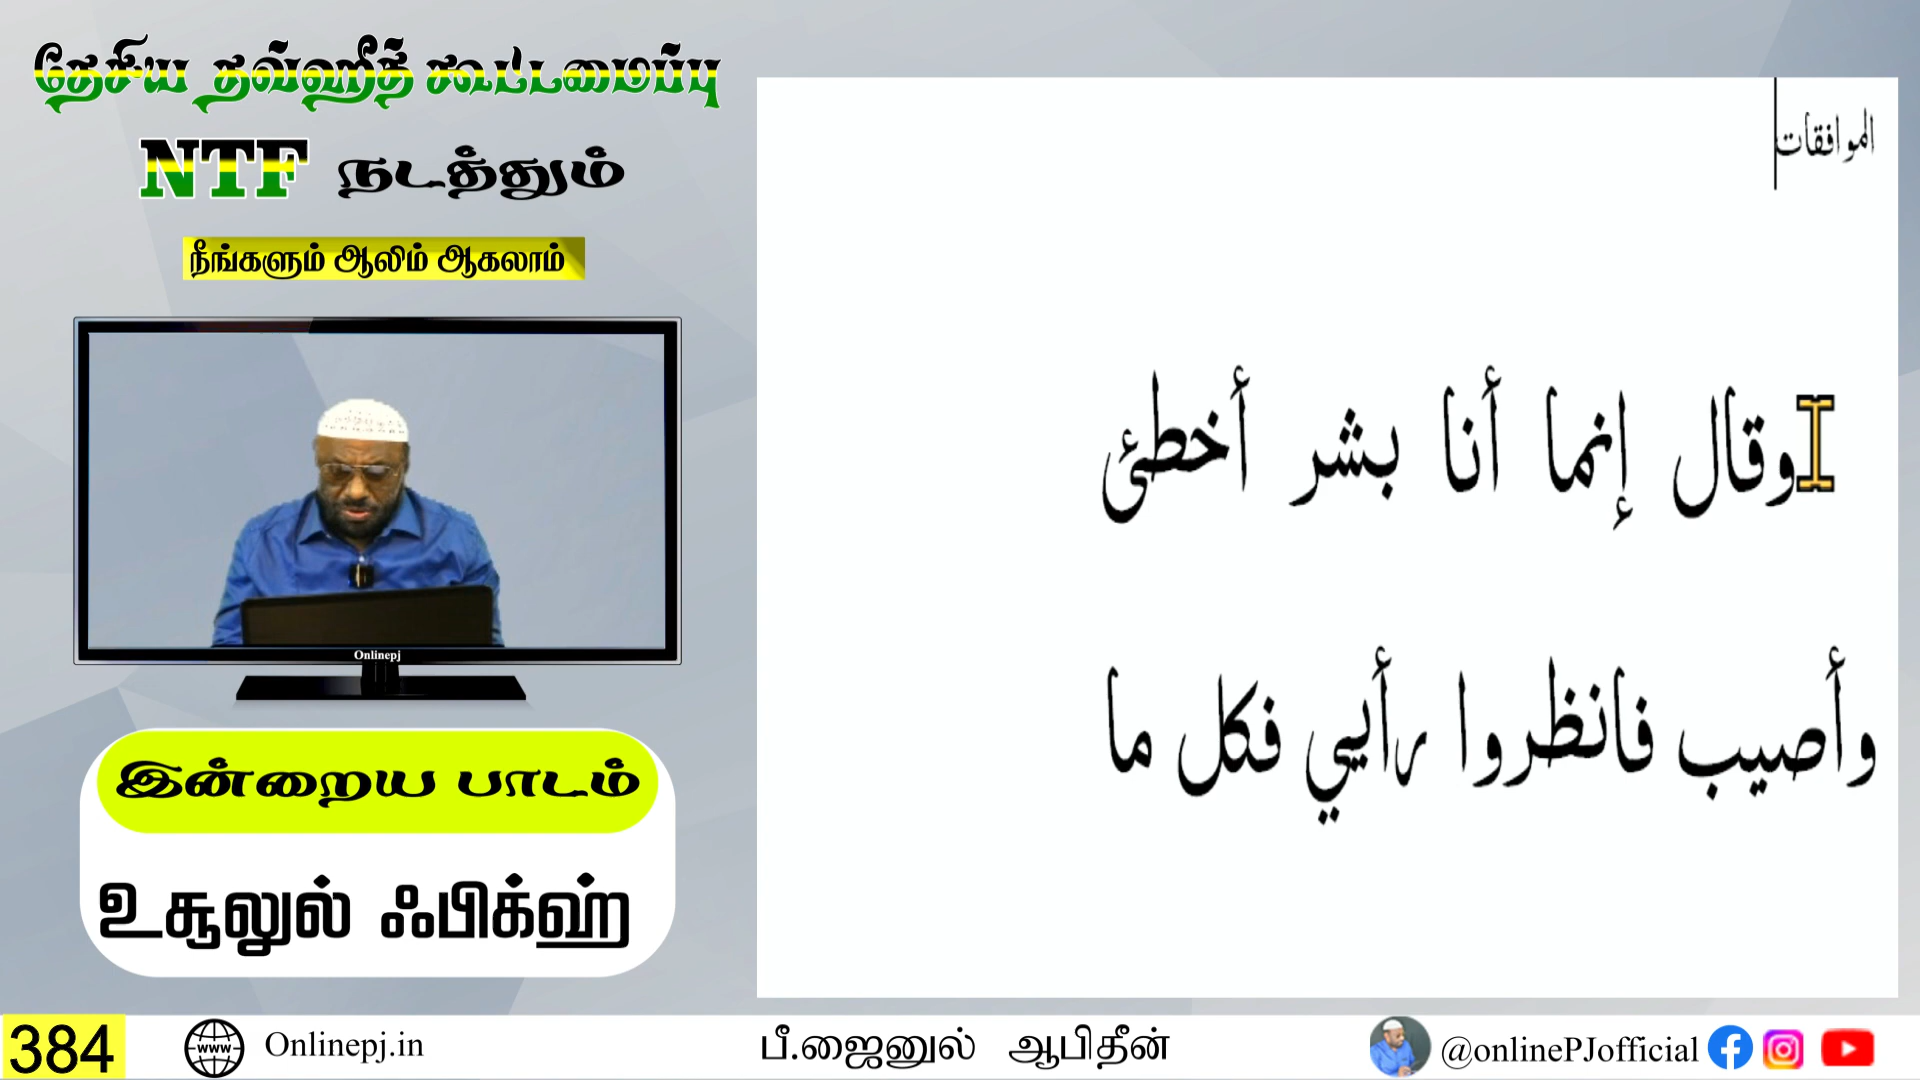 தேசிய தவ்ஹீத் கூட்டமைப்பு
NTF நடத்தும்
நீங்களும் ஆலிம் ஆகலாம்
Onlinepj
இன்றைய பாடம்
உசூலுல் ஃபிக்ஹ்
الموافقات
وقال إنما أنا بشر أخطئ
وأصيب فانظروا رأيي فكل ما
384
www
Onlinepj.in
பீ.ஜைனுல் ஆபிதீன்
@onlinePJofficial